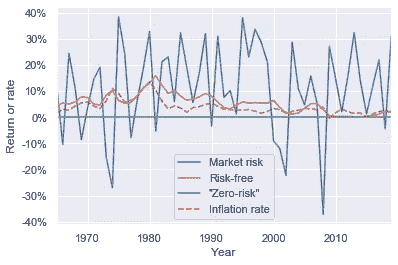 40%
30%
20%
10%
0%
-10%
-20%
-30%
-40%
Return or rate
Market risk
Risk-free
"Zero-risk"
Inflation rate
1970 1980 1990 2000 2010
Year